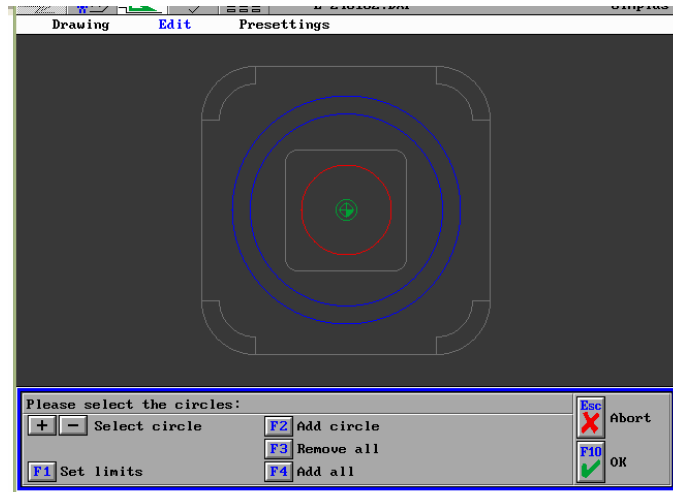 Drawing Edit Presettings
Please select the circles:
+ - Select circle F2 Add circle
F3 Remove all
F1 Set limits F4 Add all
Esc Abort
F10 OK